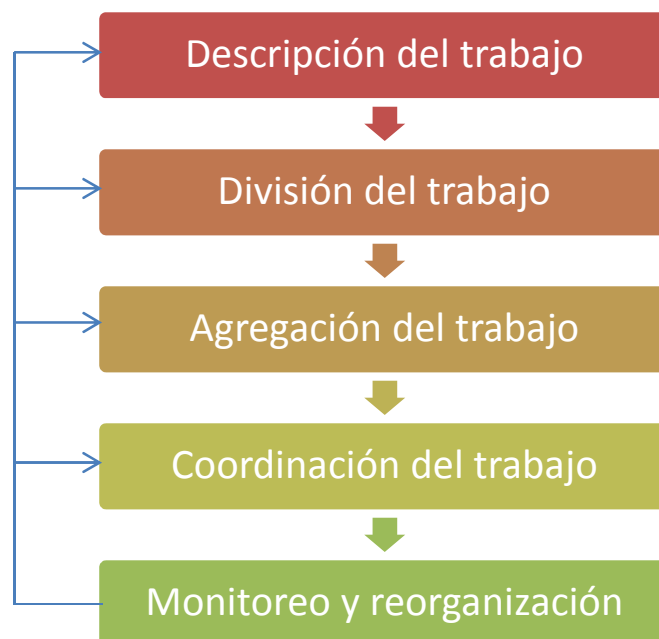 Descripción del trabajo
División del trabajo
Agregación del trabajo
Coordinación del trabajo
Monitoreo y reorganización